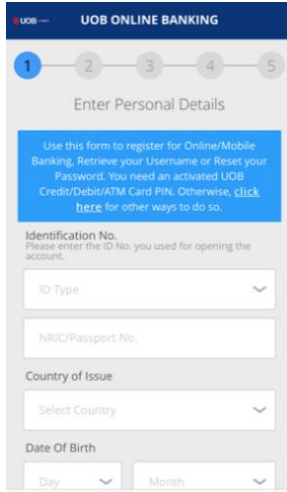 UOB
UOB ONLINE BANKING
1 2 3 4 5
Enter Personal Details
Use this form to register for Online/Mobile
Banking, Retrieve your Username or Reset your
Password. You need an activated UOB
Credit/Debit/ATM Card PIN. Otherwise, click
here for other ways to do so.
Identification No.
Please enter the ID No. you used for opening the
account.
ID Type
NRIC/Passport No.
Country of Issue
Select Country
Date Of Birth
Day Month